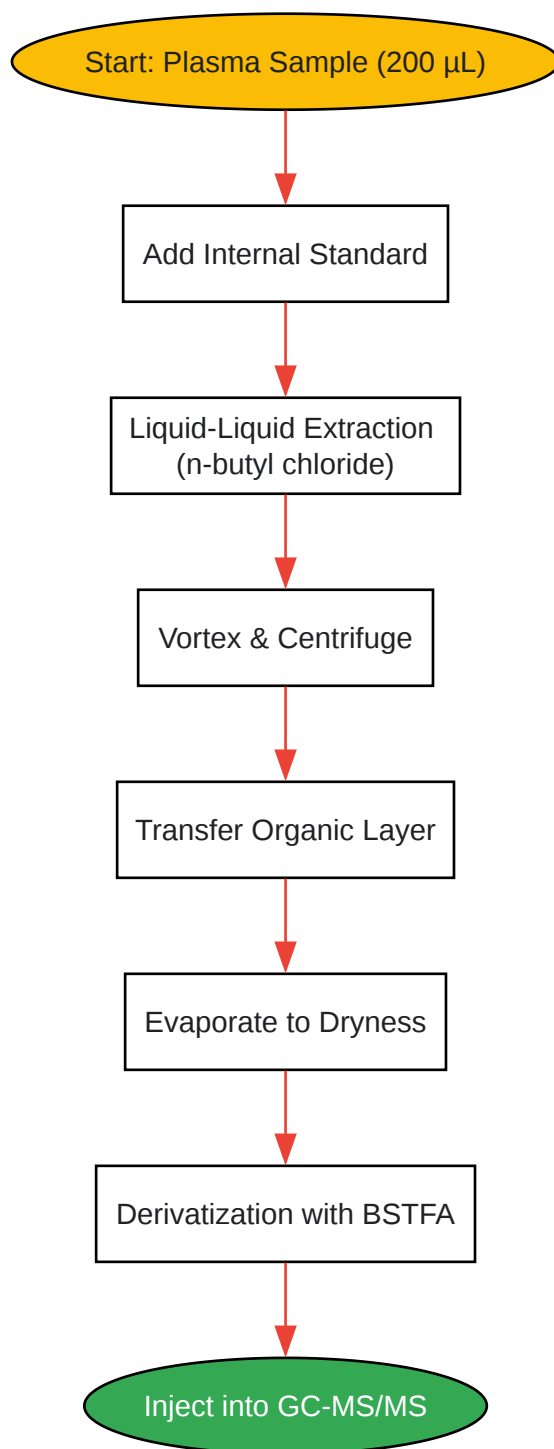 Start: Plasma Sample (200 µL)
Add Internal Standard
Liquid-Liquid Extraction
(n-butyl chloride)
Vortex & Centrifuge
Transfer Organic Layer
Evaporate to Dryness
Derivatization with BSTFA
Inject into GC-MS/MS